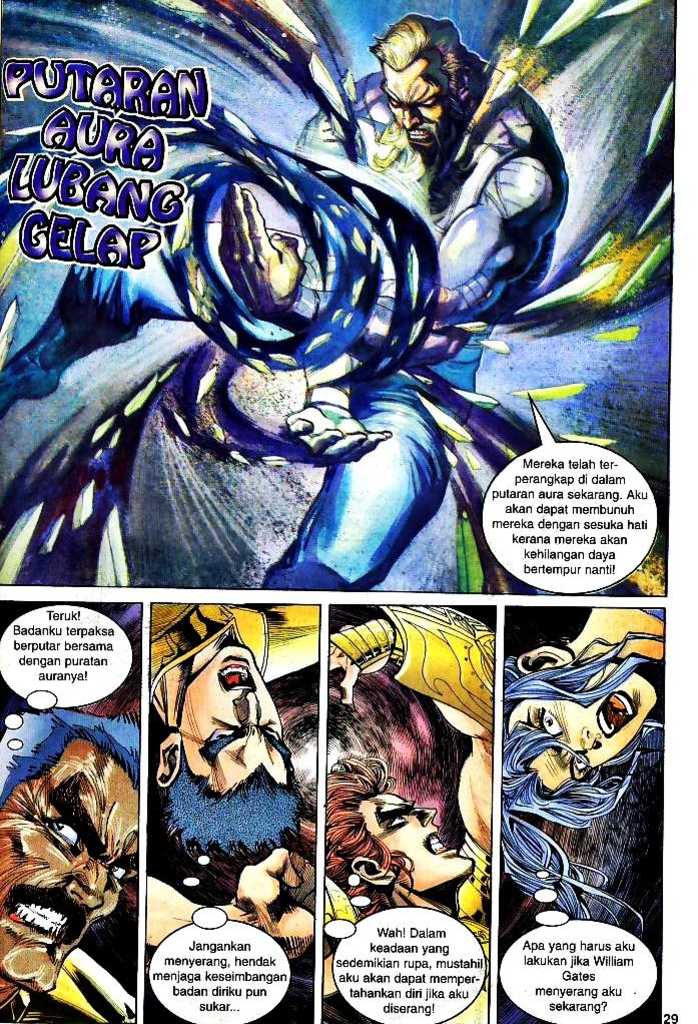 PUTARAN
AURA
LUBANG
GELAP
Mereka telah ter-
perangkap di dalam
putaran aura sekarang. Aku
akan dapat membunuh
mereka dengan sesuka hati
kerana mereka akan
kehilangan daya
bertempur nanti!
Teruk!
Badanku terpaksa
berputar bersama
dengan puratan
auranya!
Jangankan
menyerang, hendak
menjaga keseimbangan
badan diriku pun
sukar...
Wah! Dalam
keadaan yang
sedemikian rupa, mustahil
aku akan dapat memper-
tahankan diri jika aku
diserang!
Apa yang harus aku
lakukan jika William
Gates
menyerang aku
sekarang?
29